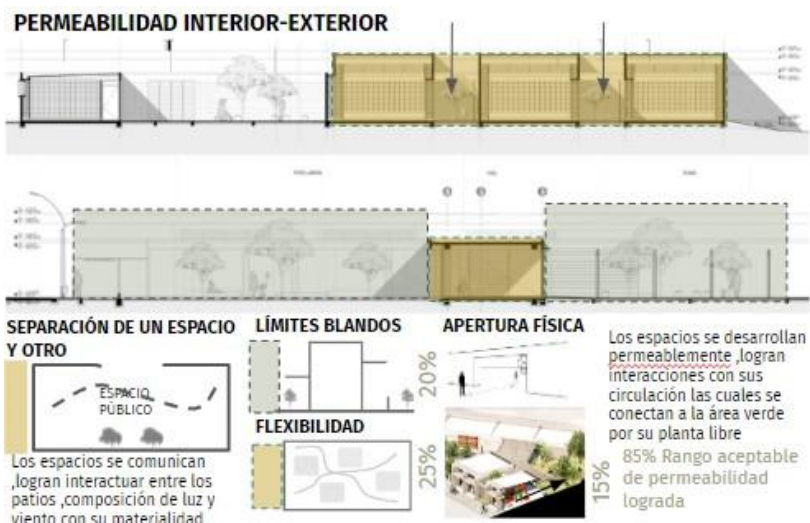 PERMEABILIDAD INTERIOR-EXTERIOR
SEPARACIÓN DE UN ESPACIO
Y OTRO
ESPACIO
PÚBLICO
Los espacios se comunican
,logran interactuar entre los
patios ,composición de luz y
viento con su materialidad
LÍMITES BLANDOS
20%
FLEXIBILIDAD
25%
APERTURA FÍSICA
15%
Los espacios se desarrollan
permeablemente ,logran
interacciones con sus
circulación las cuales se
conectan a la área verde
por su planta libre
85% Rango aceptable
de permeabilidad
lograda